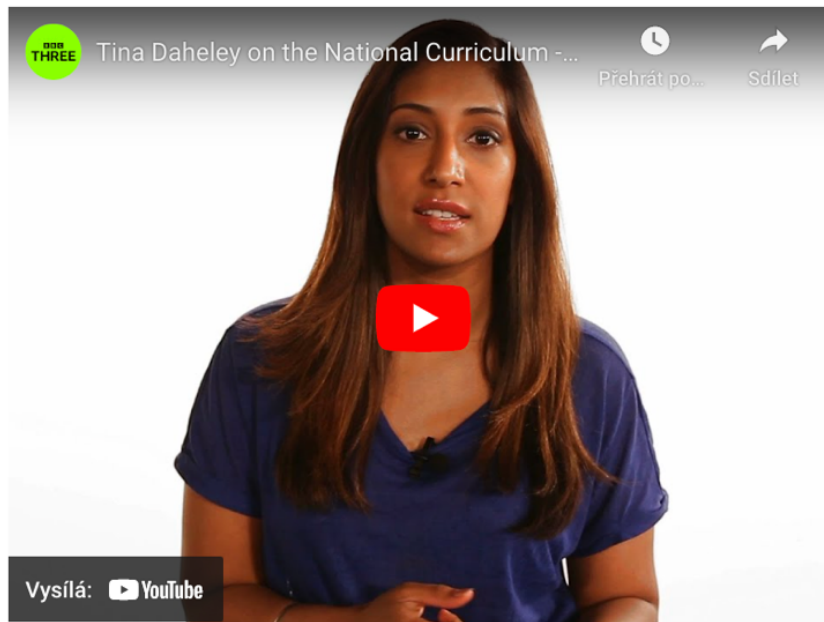 BBC
THREE
Tina Daheley on the National Curriculum -...
Přehrát po...
Sdílet
Vysílá: YouTube